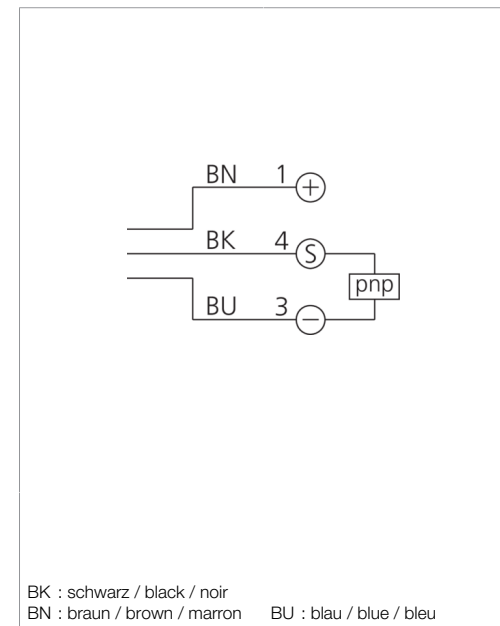 BN 1 +
BK 4 S
pnp
BU 3 −
BK : schwarz / black / noir
BN : braun / brown / marron BU : blau / blue / bleu